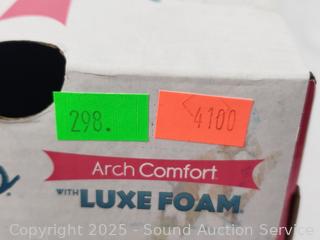 298.
4100
Arch Comfort
WITH LUXE FOAM
Copyright 2025 - Sound Auction Service